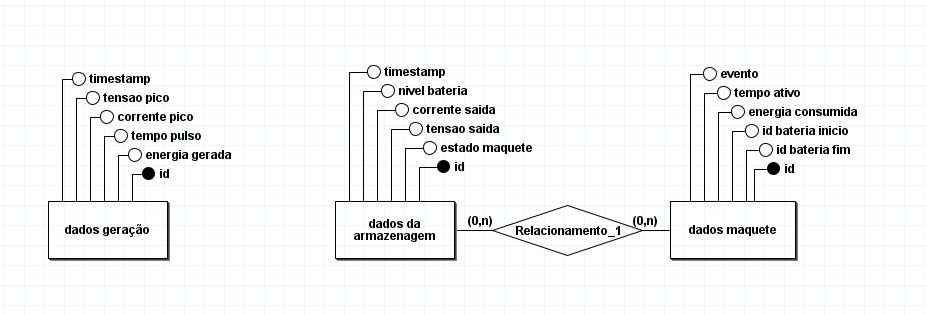 timestamp
tensao pico
corrente pico
tempo pulso
energia gerada
id
dados geração
timestamp
nivel bateria
corrente saida
tensao saida
estado maquete
id
dados da
armazenagem
(0,n)
Relacionamento_1
(0,n)
evento
tempo ativo
energia consumida
id bateria inicio
id bateria fim
id
dados maquete